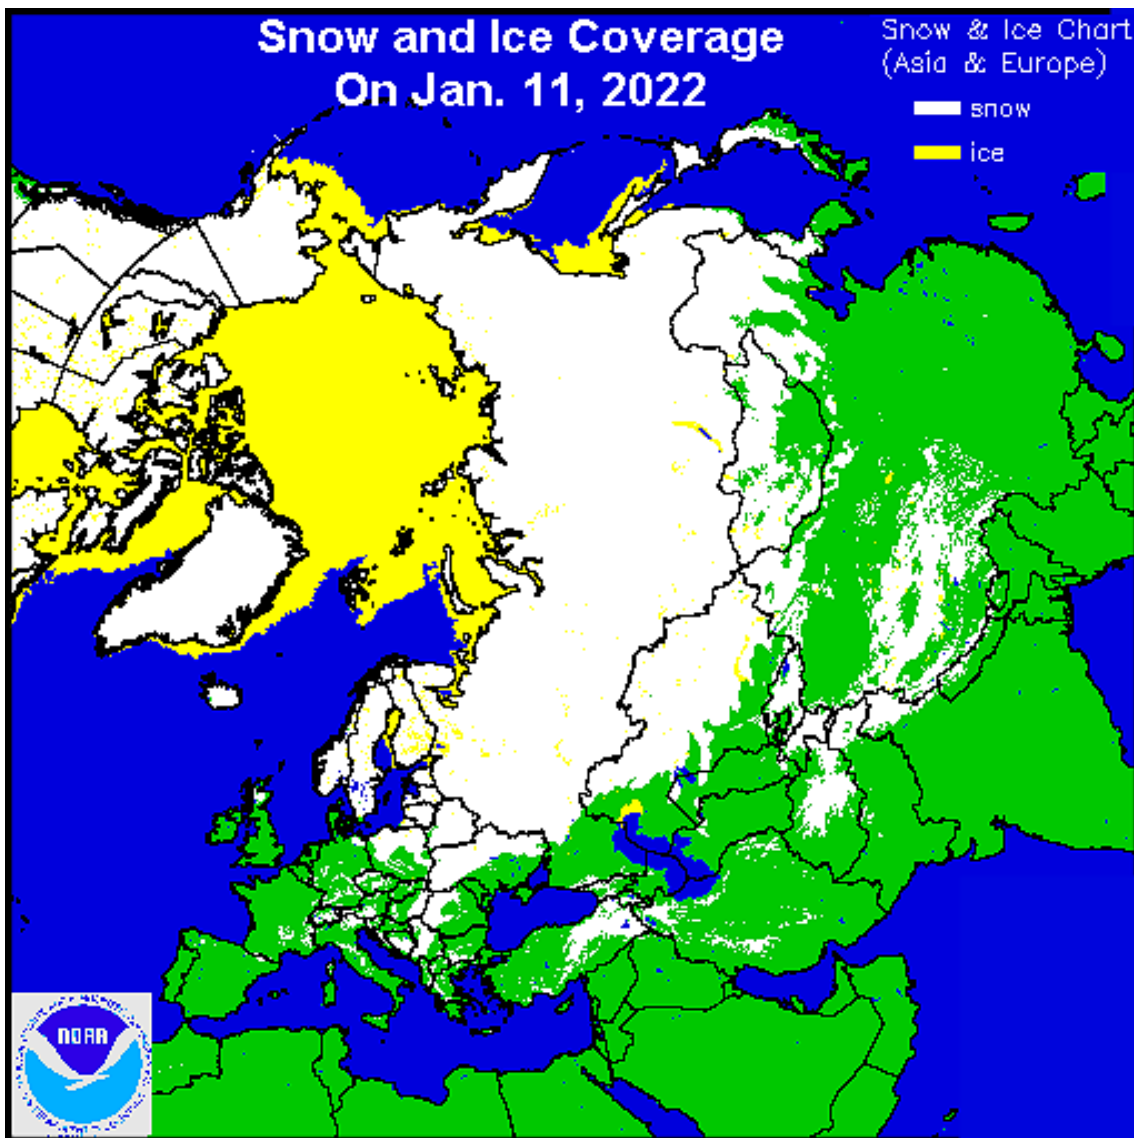 Snow and Ice Coverage
On Jan. 11, 2022
Snow & Ice Chart
(Asia & Europe)
snow
ice
NOAA